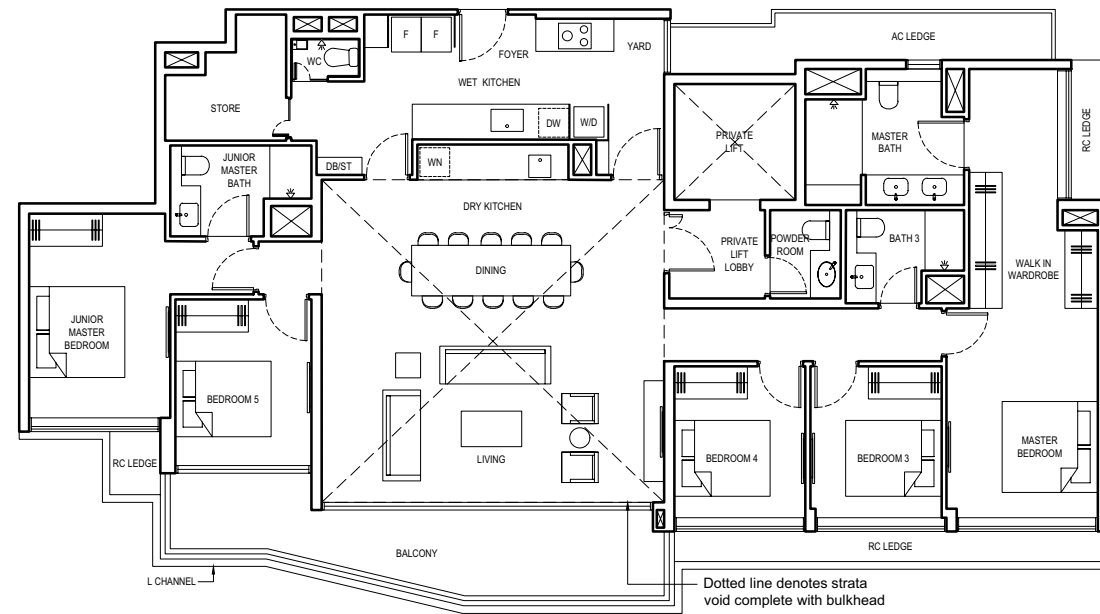 AC LEDGE
F
F
FOYER
YARD
WC
WET KITCHEN
STORE
DW
W/D
PRIVATE
LIFT
MASTER
BATH
RC LEDGE
JUNIOR
MASTER
BATH
DB/ST
WN
DRY KITCHEN
PRIVATE
LIFT
LOBBY
POWDER
ROOM
BATH 3
WALK IN
WARDROBE
DINING
JUNIOR
MASTER
BEDROOM
BEDROOM 5
LIVING
BEDROOM 4
BEDROOM 3
MASTER
BEDROOM
RC LEDGE
BALCONY
RC LEDGE
L CHANNEL
Dotted line denotes strata
void complete with bulkhead